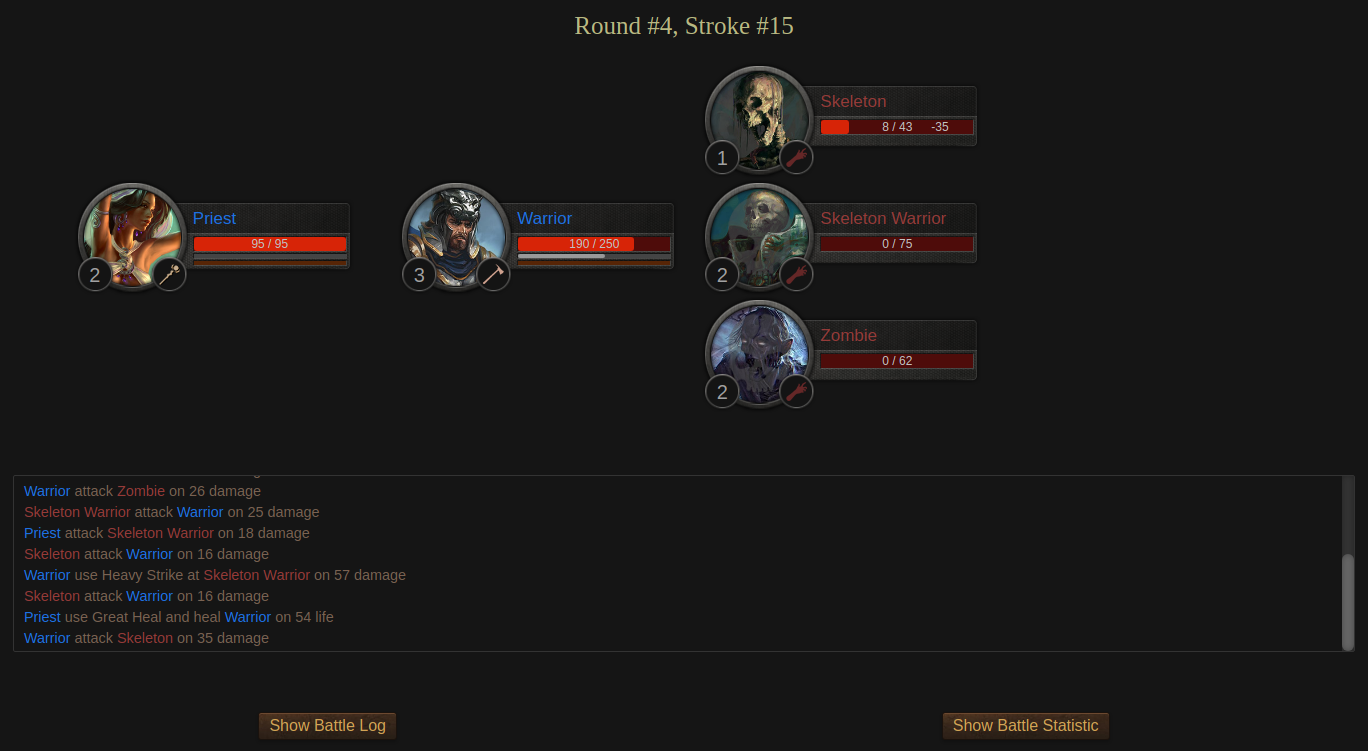 Round #4, Stroke #15
Skeleton
8 / 43 -35
1
Priest
95 / 95
2
Warrior
190 / 250
3
Skeleton Warrior
0 / 75
2
Zombie
0 / 62
2
Warrior attack Zombie on 26 damage
Skeleton Warrior attack Warrior on 25 damage
Priest attack Skeleton Warrior on 18 damage
Skeleton attack Warrior on 16 damage
Warrior use Heavy Strike at Skeleton Warrior on 57 damage
Skeleton attack Warrior on 16 damage
Priest use Great Heal and heal Warrior on 54 life
Warrior attack Skeleton on 35 damage
Show Battle Log
Show Battle Statistic